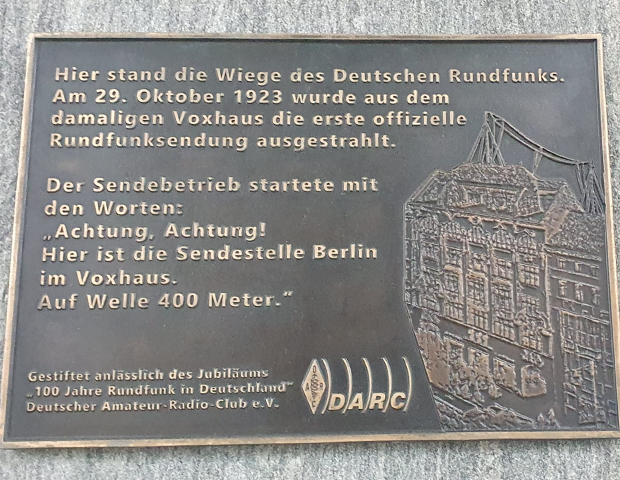 Hier stand die Wiege des Deutschen Rundfunks.
Am 29. Oktober 1923 wurde aus dem
damaligen Voxhaus die erste offizielle
Rundfunksendung ausgestrahlt.
Der Sendebetrieb startete mit
den Worten:
„Achtung, Achtung!
Hier ist die Sendestelle Berlin
im Voxhaus.
Auf Welle 400 Meter."
Gestiftet anlässlich des Jubiläums
„100 Jahre Rundfunk in Deutschland"
Deutscher Amateur-Radio-Club e.V.
DARC